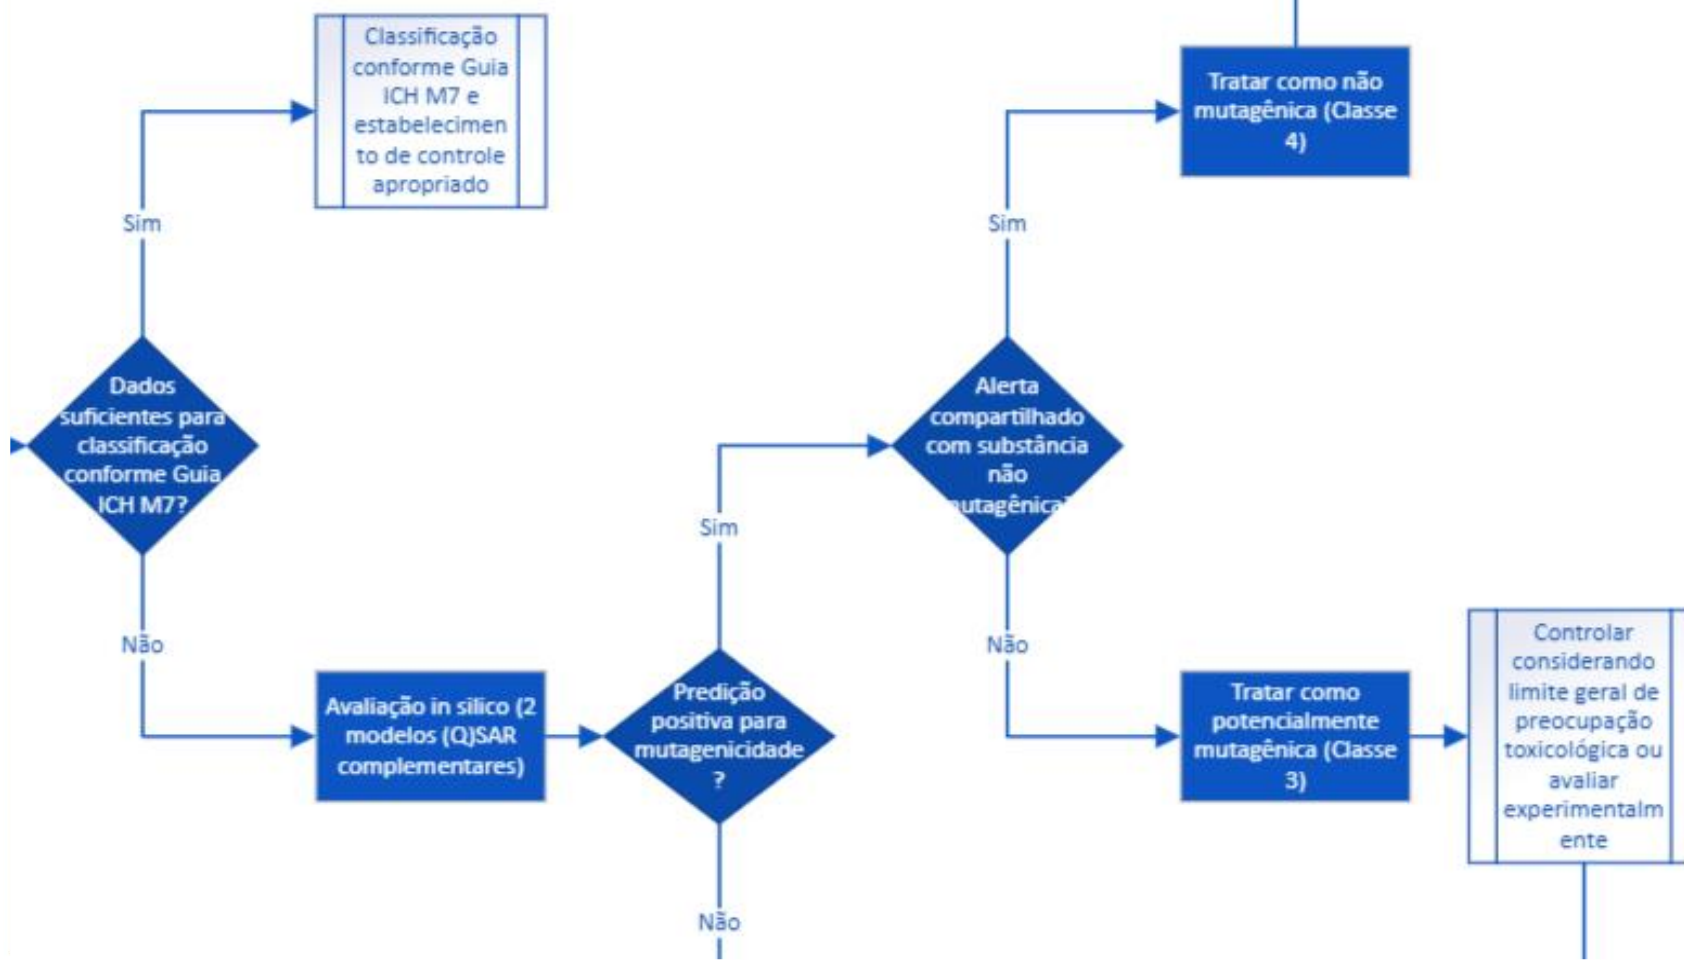 Classificação
conforme Guia
ICH M7 e
estabelecimen
to de controle
apropriado
Sim
Dados
suficientes para
classificação
conforme Guia
ICH M7?
Não
Avaliação in silico (2
modelos (Q)SAR
complementares)
Predição
positiva para
mutagenicidade
?
Sim
Não
Alerta
compartilhado
com substância
não
utagênica
Sim
Tratar como não
mutagênica (Classe
4)
Não
Tratar como
potencialmente
mutagênica (Classe
3)
Controlar
considerando
limite geral de
preocupação
toxicológica ou
avaliar
experimentalm
ente